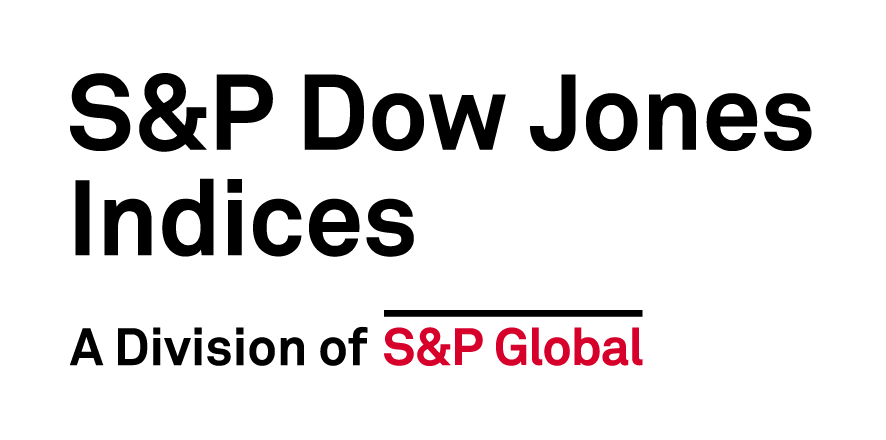 S&P Dow Jones
Indices
A Division of S&P Global